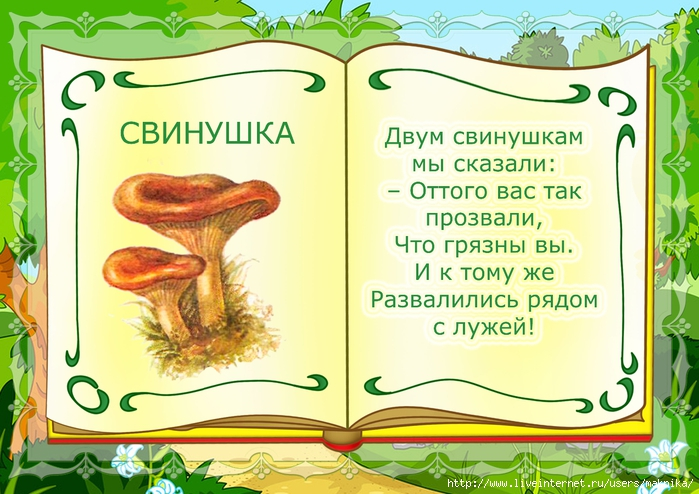 СВИНУШКА
Двум свинушкам
мы сказали:
– Оттого вас так
прозвали,
Что грязны вы.
И к тому же
Развалились рядом
с лужей!
http://www.liveinternet.ru/users/maknika/